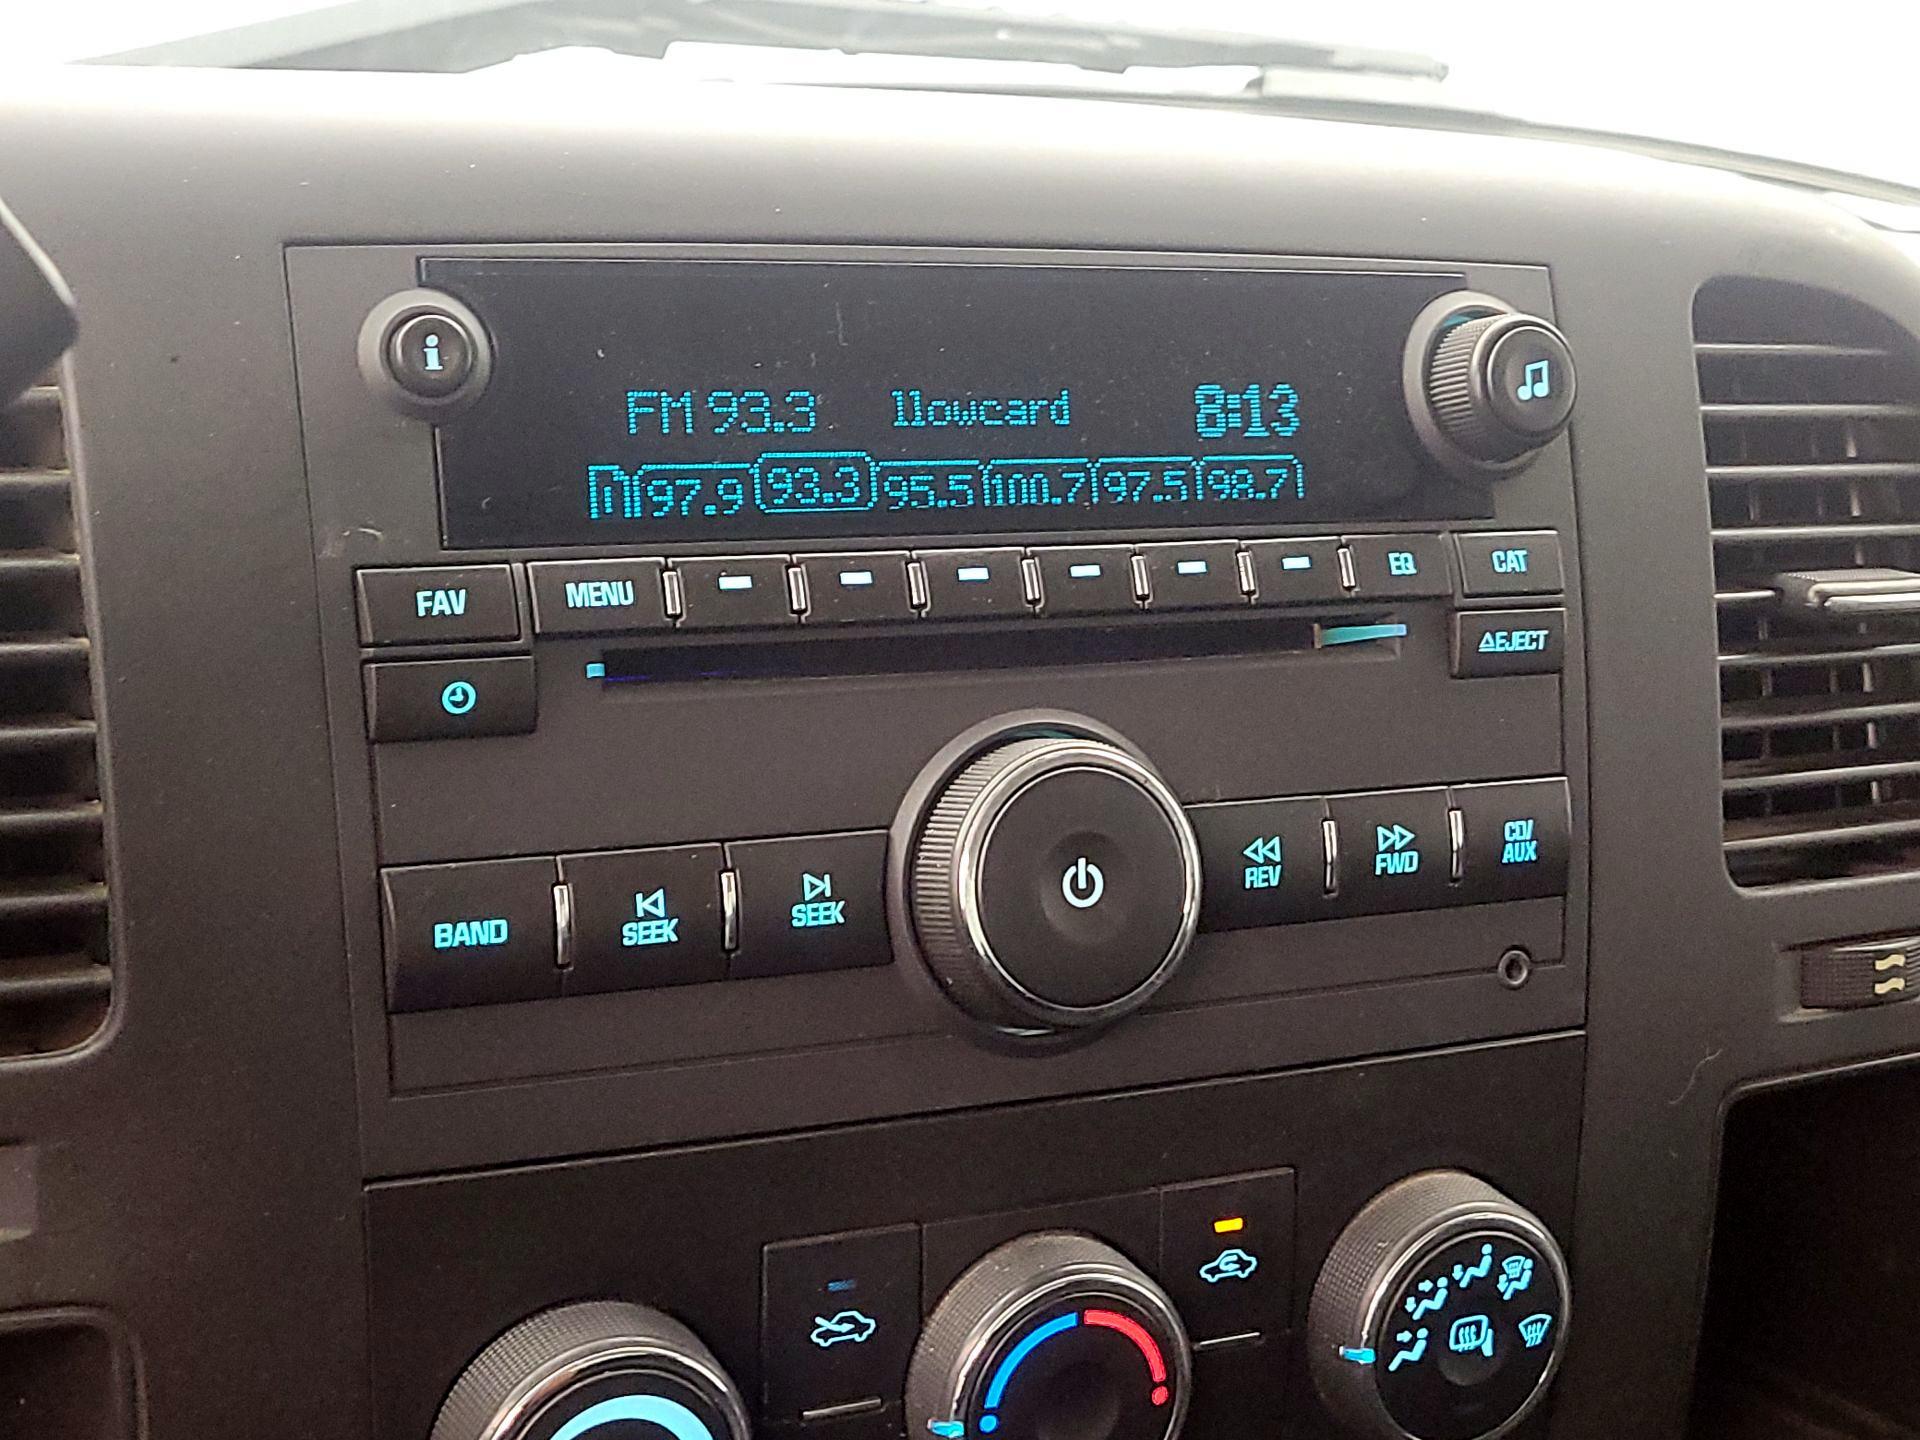 i
FM 93.3 llowcard 8:13
97.9 93.3 95.5 100.7 97.5 98.7
FAV MENU EQ CAT
EJECT
BAND SEEK SEEK REV FWD CD/
AUX